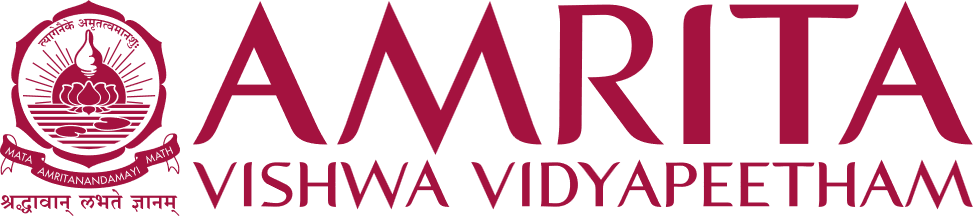 त्यागेनैके अमृतत्वमानशुः
MATA AMRITANANDAMAYI MATH
श्रद्धावान् लभते ज्ञानम्
AMRITA
VISHWA VIDYAPEETHAM